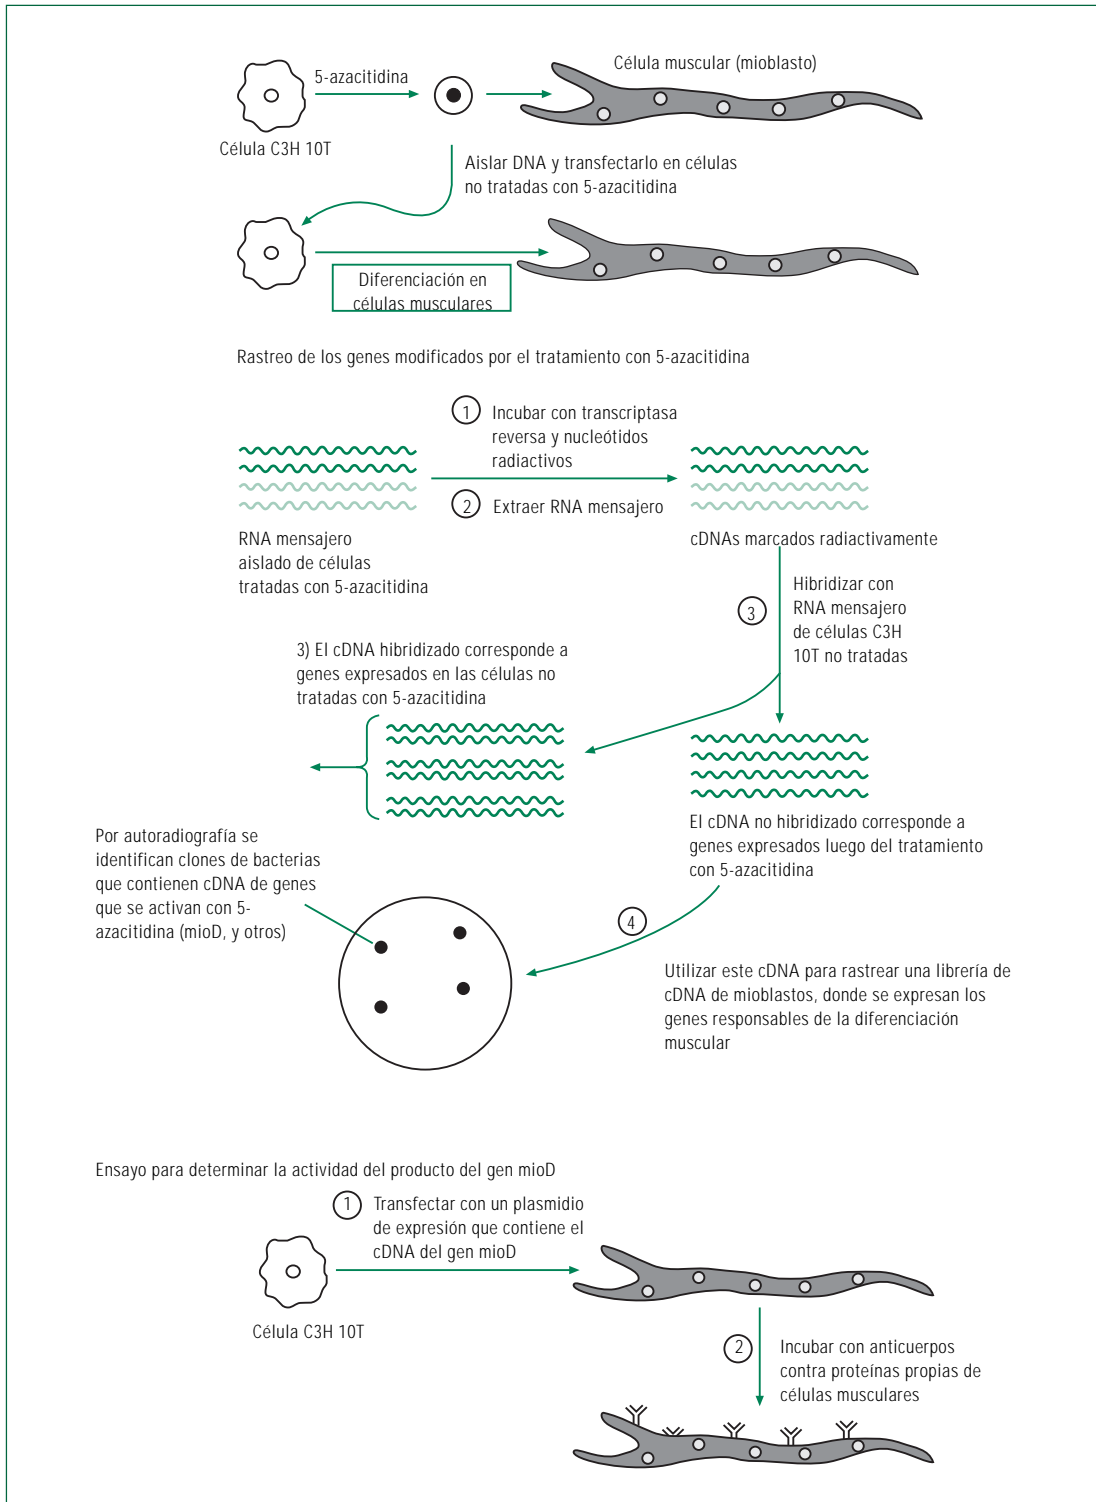 5-azacitidina
Célula muscular (mioblasto)
Célula C3H 10T
Aislar DNA y transfectarlo en células
no tratadas con 5-azacitidina
Diferenciación en
células musculares
Rastreo de los genes modificados por el tratamiento con 5-azacitidina
1 Incubar con transcriptasa
reversa y nucleótidos
radiactivos
2 Extraer RNA mensajero
RNA mensajero
aislado de células
tratadas con 5-azacitidina
cDNAs marcados radiactivamente
3
Hibridizar con
RNA mensajero
de células C3H
10T no tratadas
3) El cDNA hibridizado corresponde a
genes expresados en las células no
tratadas con 5-azacitidina
El cDNA no hibridizado corresponde a
genes expresados luego del tratamiento
con 5-azacitidina
Por autoradiografía se
identifican clones de bacterias
que contienen cDNA de genes
que se activan con 5-
azacitidina (mioD, y otros)
4
Utilizar este cDNA para rastrear una librería de
cDNA de mioblastos, donde se expresan los
genes responsables de la diferenciación
muscular
Ensayo para determinar la actividad del producto del gen mioD
1 Transfectar con un plasmidio
de expresión que contiene el
cDNA del gen mioD
Célula C3H 10T
2 Incubar con anticuerpos
contra proteínas propias de
células musculares